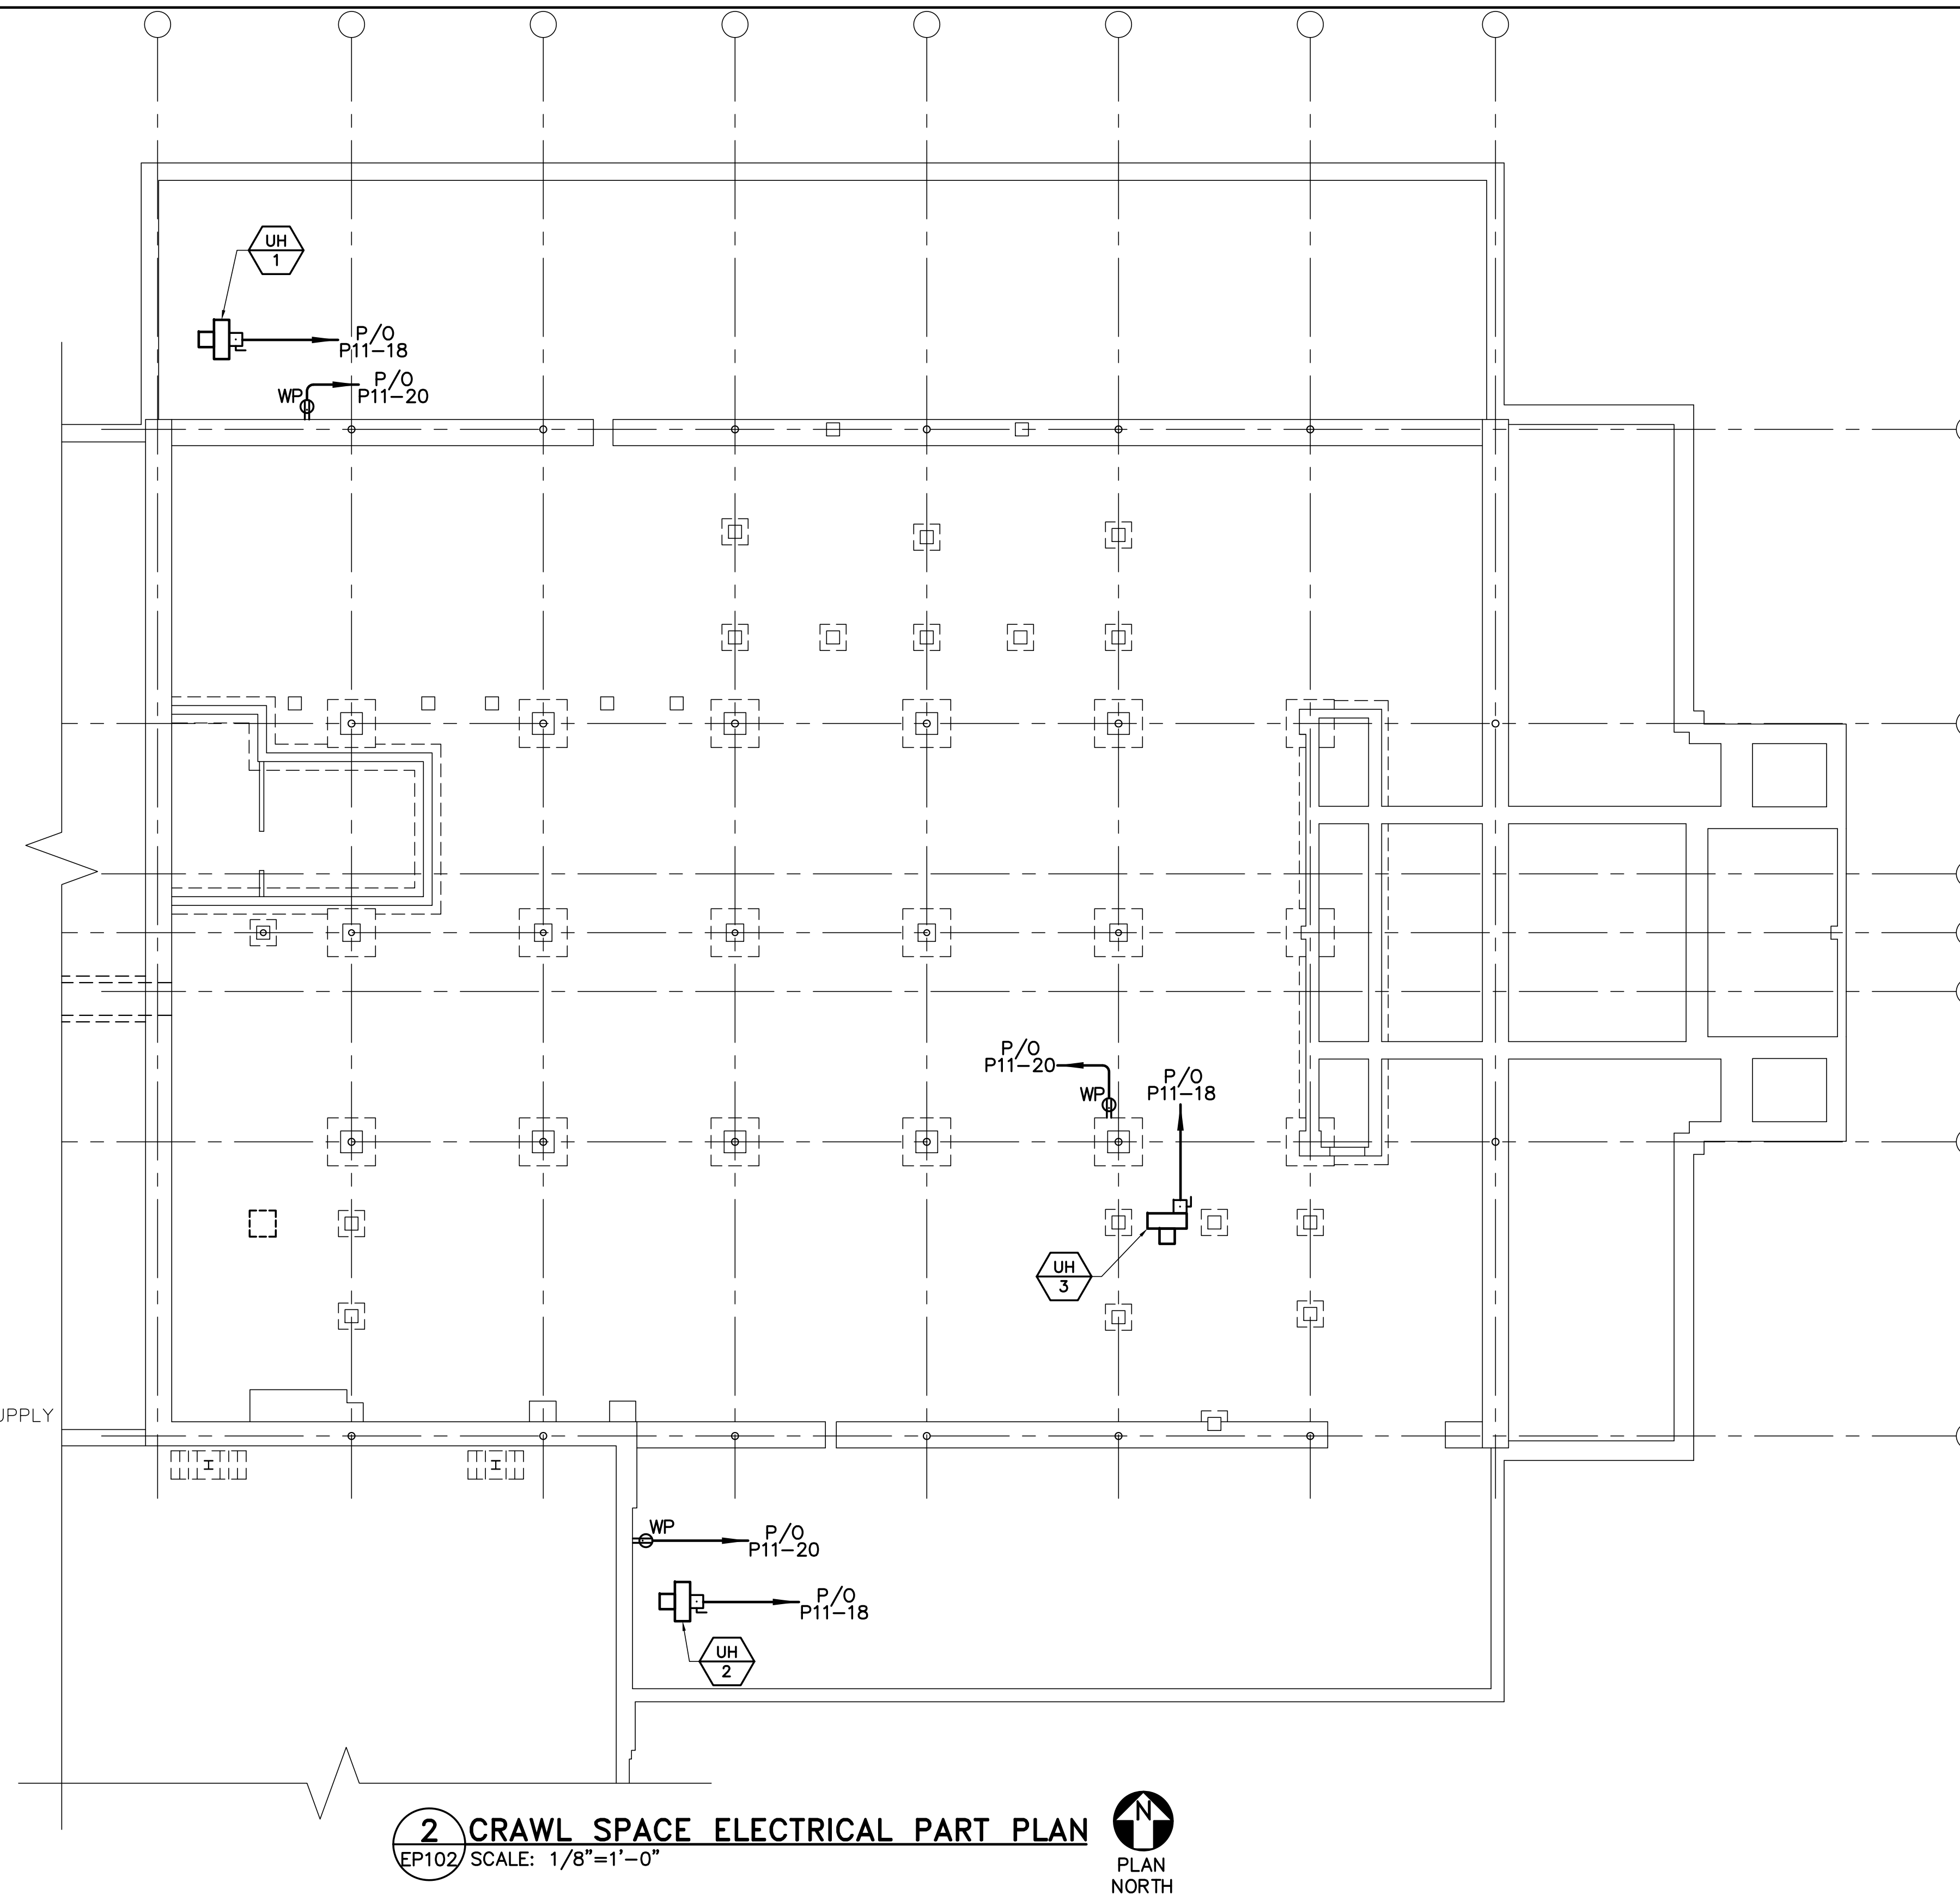 UH
1
P/O
P11-18
WP
P/O
P11-20
P/O
P11-20
WP
P/O
P11-18
UH
3
UPPLY
WP
P/O
P11-20
P/O
P11-18
UH
2
2
EP102
CRAWL SPACE ELECTRICAL PART PLAN
SCALE: 1/8"=1'-0"
N
PLAN
NORTH